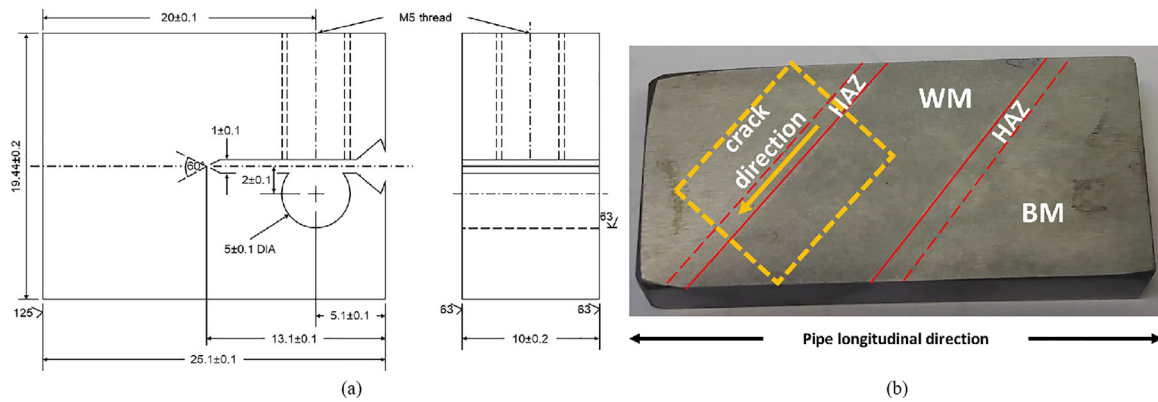 20±0.1
M5 thread
1±0.1
60°
19.44±0.2
2±0.1
5±0.1 DIA
63
125
5.1±0.1
63
63
13.1±0.1
10±0.2
25.1±0.1
(a)
HAZ
WM
HAZ
crack
direction
BM
Pipe longitudinal direction
(b)